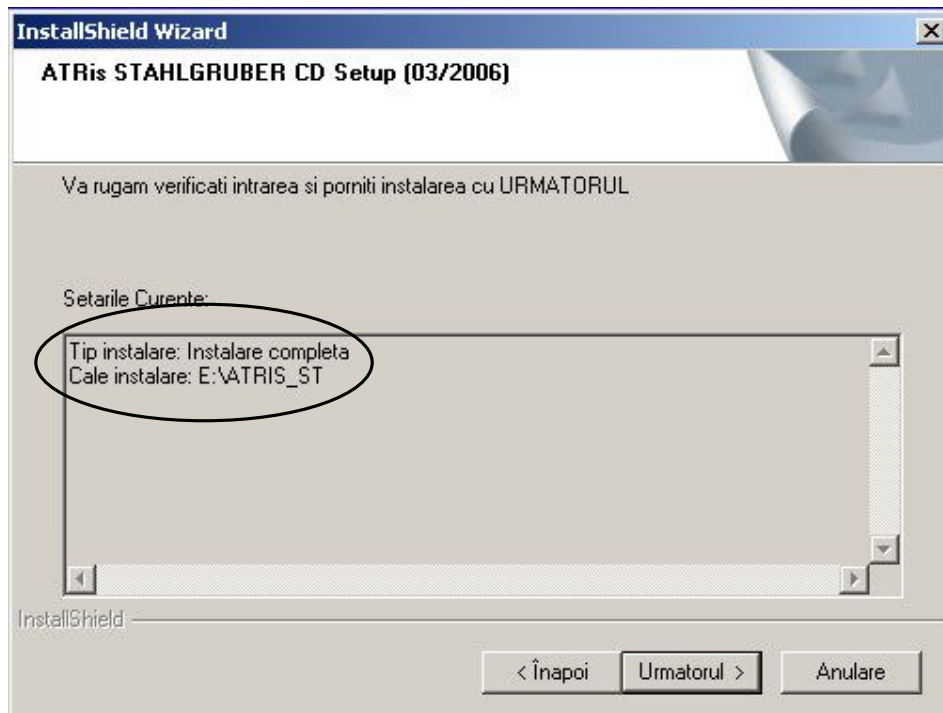 InstallShield Wizard
ATRis STAHLGRUBER CD Setup (03/2006)
Va rugam verificati intrarea si porniti instalarea cu URMATORUL
Setarile Curente:
Tip instalare: Instalare completa
Cale instalare: E:\ATRIS_ST
InstallShield
< Înapoi
Urmatorul >
Anulare